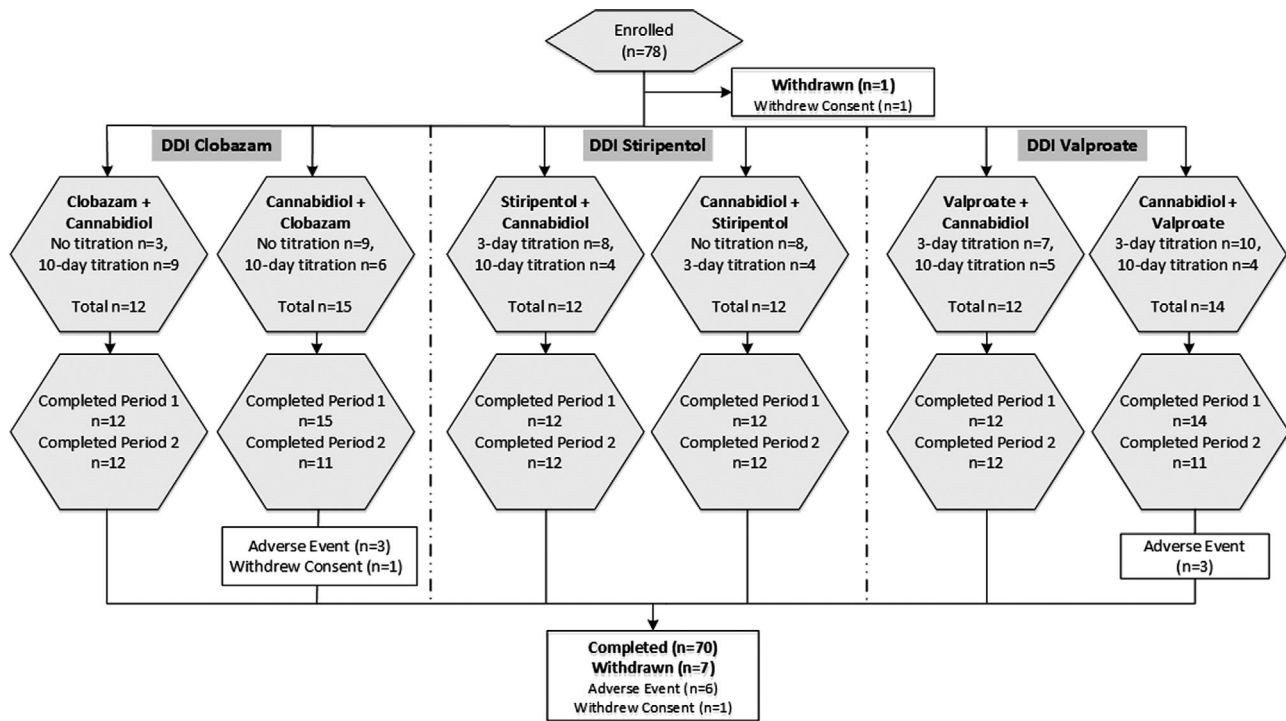 Enrolled
(n=78)
Withdrawn (n=1)
Withdrew Consent (n=1)
DDI Clobazam
DDI Stiripentol
DDI Valproate
Clobazam +
Cannabidiol
No titration n=3,
10-day titration n=9
Total n=12
Cannabidiol +
Clobazam
No titration n=9,
10-day titration n=6
Total n=15
Stiripentol +
Cannabidiol
3-day titration n=8,
10-day titration n=4
Total n=12
Cannabidiol +
Stiripentol
No titration n=8,
3-day titration n=4
Total n=12
Valproate +
Cannabidiol
3-day titration n=7,
10-day titration n=5
Total n=12
Cannabidiol +
Valproate
3-day titration n=10,
10-day titration n=4
Total n=14
Completed Period 1
n=12
Completed Period 2
n=12
Completed Period 1
n=15
Completed Period 2
n=11
Completed Period 1
n=12
Completed Period 2
n=12
Completed Period 1
n=12
Completed Period 2
n=12
Completed Period 1
n=12
Completed Period 2
n=12
Completed Period 1
n=14
Completed Period 2
n=11
Adverse Event (n=3)
Withdrew Consent (n=1)
Adverse Event
(n=3)
Completed (n=70)
Withdrawn (n=7)
Adverse Event (n=6)
Withdrew Consent (n=1)